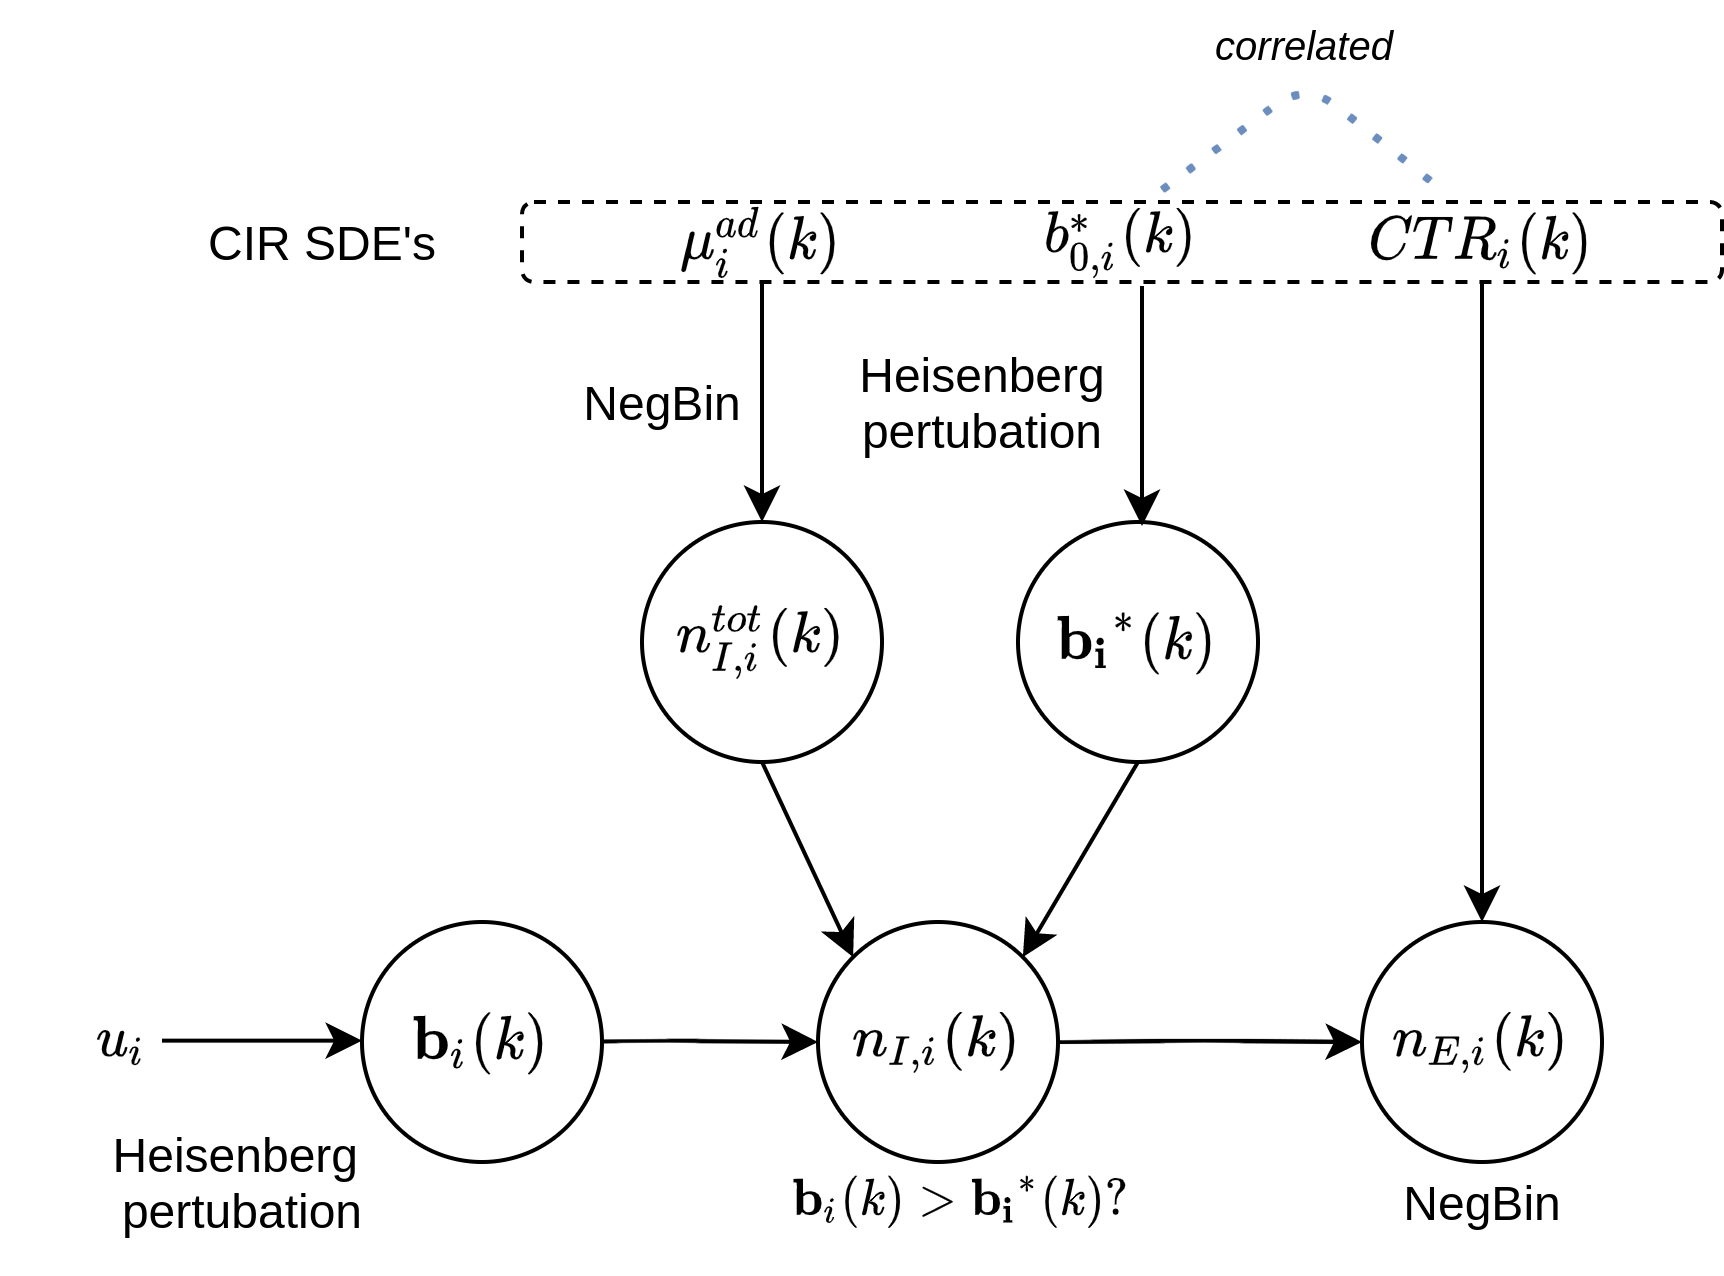 correlated
CIR SDE's
$\mu_i^{ad}(k)$
$b_{0,i}^*(k)$
$CTR_i(k)$
NegBin
Heisenberg
pertubation
$n_{I,i}^{tot}(k)$
$\mathbf{b_i}^*(k)$
$u_i$
$\mathbf{b}_i(k)$
$n_{I,i}(k)$
$n_{E,i}(k)$
Heisenberg
pertubation
$\mathbf{b}_i(k) > \mathbf{b_i}^*(k)?$
NegBin